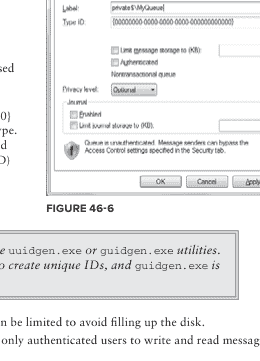 Label:
private$\MyQueue
Type ID:
{00000000-0000-0000-0000-000000000000}
Limit message storage to (KB):
sed
Authenticated
Nontransactional queue
Privacy level:
Optional
0}
Journal
ype.
Enabled
d
Limit journal storage to (KB):
D)
Queue is unauthenticated. Message senders can bypass the
Access Control settings specified in the Security tab.
OK
Cancel
Apply
FIGURE 46-6
e uuidgen.exe or guidgen.exe utilities.
o create unique IDs, and guidgen.exe is
n be limited to avoid filling up the disk.
only authenticated users to write and read messag